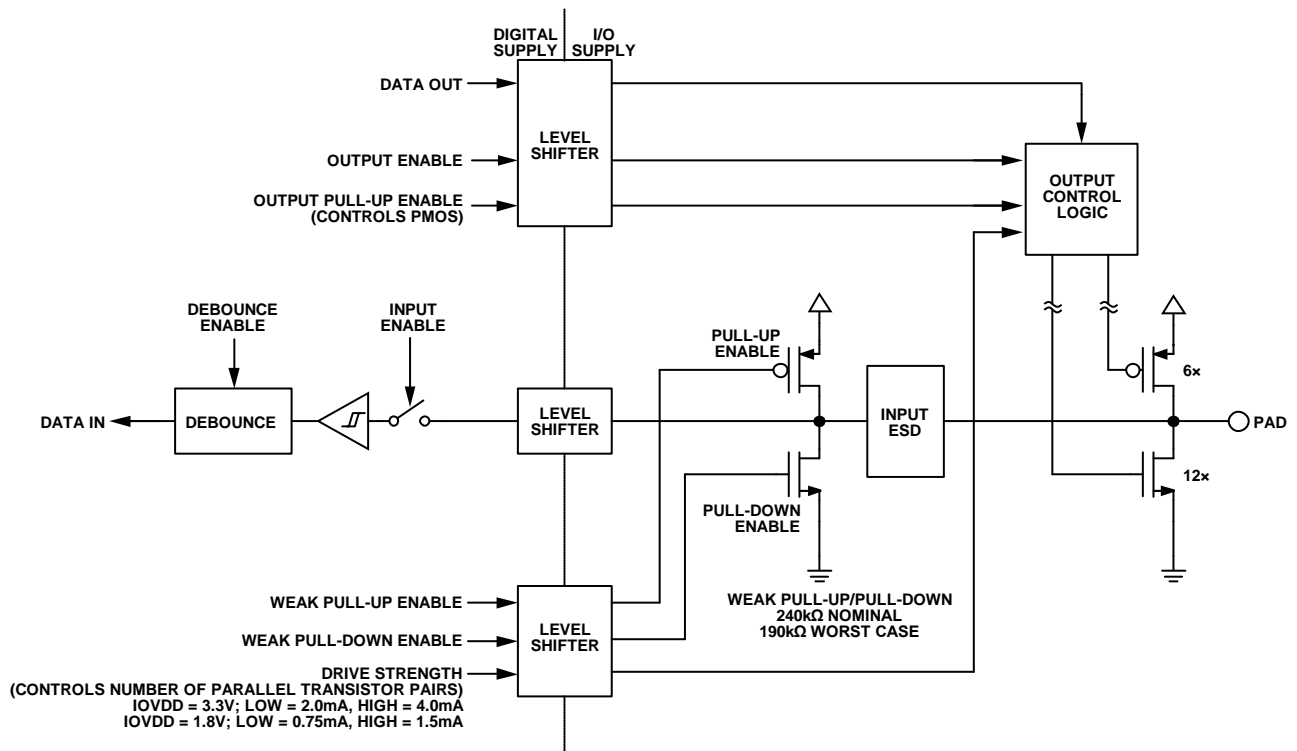 DIGITAL
SUPPLY
I/O
SUPPLY
DATA OUT
OUTPUT ENABLE
OUTPUT PULL-UP ENABLE
(CONTROLS PMOS)
LEVEL
SHIFTER
OUTPUT
CONTROL
LOGIC
DEBOUNCE
ENABLE
INPUT
ENABLE
PULL-UP
ENABLE
6×
DATA IN
DEBOUNCE
LEVEL
SHIFTER
INPUT
ESD
PAD
12×
PULL-DOWN
ENABLE
WEAK PULL-UP/PULL-DOWN
240kΩ NOMINAL
190kΩ WORST CASE
WEAK PULL-UP ENABLE
WEAK PULL-DOWN ENABLE
LEVEL
SHIFTER
DRIVE STRENGTH
(CONTROLS NUMBER OF PARALLEL TRANSISTOR PAIRS)
IOVDD = 3.3V; LOW = 2.0mA, HIGH = 4.0mA
IOVDD = 1.8V; LOW = 0.75mA, HIGH = 1.5mA